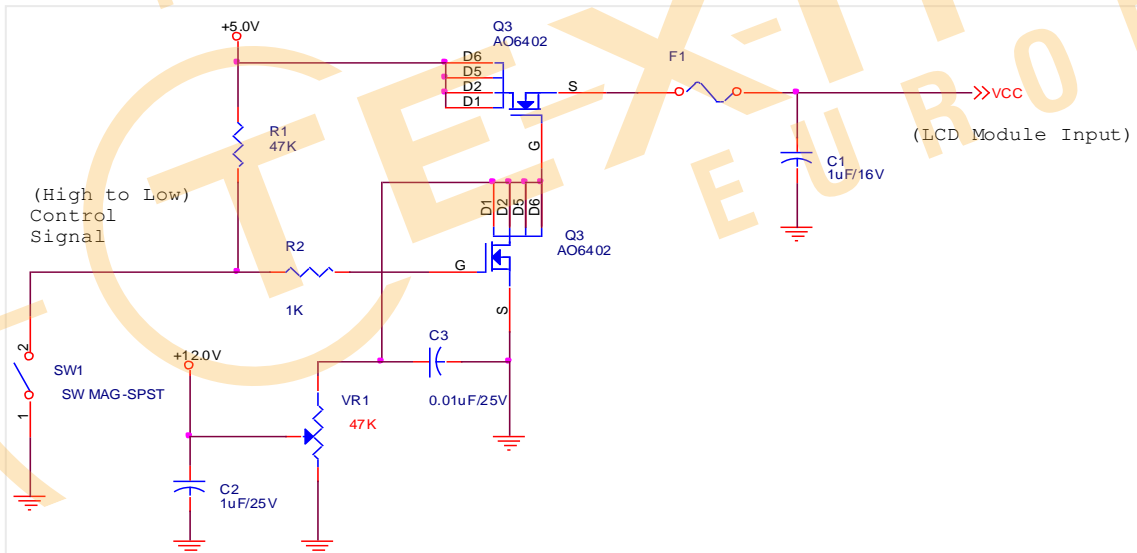 +5.0V
Q3
AO6402
D6
D5
D2
D1
S
G
F1
VCC
(LCD Module Input)
R1
47K
C1
1uF/16V
(High to Low)
Control
Signal
D1
D2
D5
D6
Q3
AO6402
R2
1K
G
S
2
SW1
SW MAG-SPST
1
+12.0V
C3
0.01uF/25V
VR1
47K
C2
1uF/25V
EURO